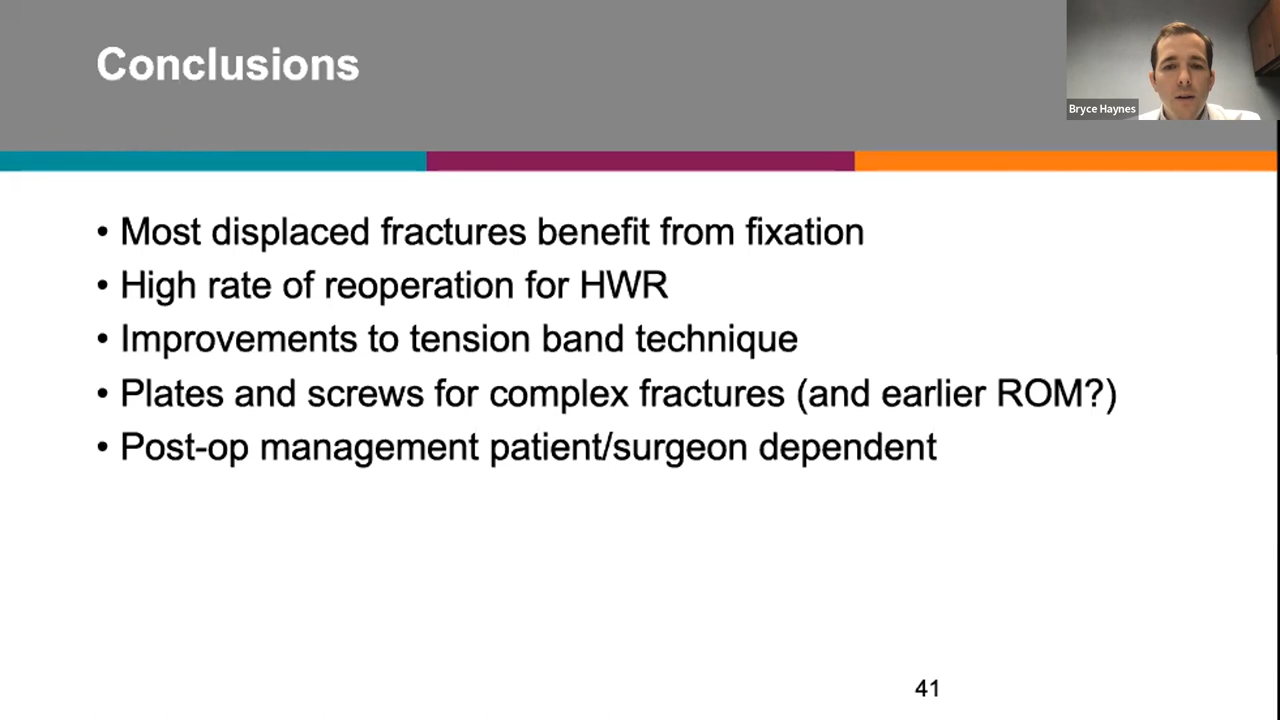 Conclusions
Bryce Haynes
• Most displaced fractures benefit from fixation
• High rate of reoperation for HWR
• Improvements to tension band technique
• Plates and screws for complex fractures (and earlier ROM?)
• Post-op management patient/surgeon dependent
41